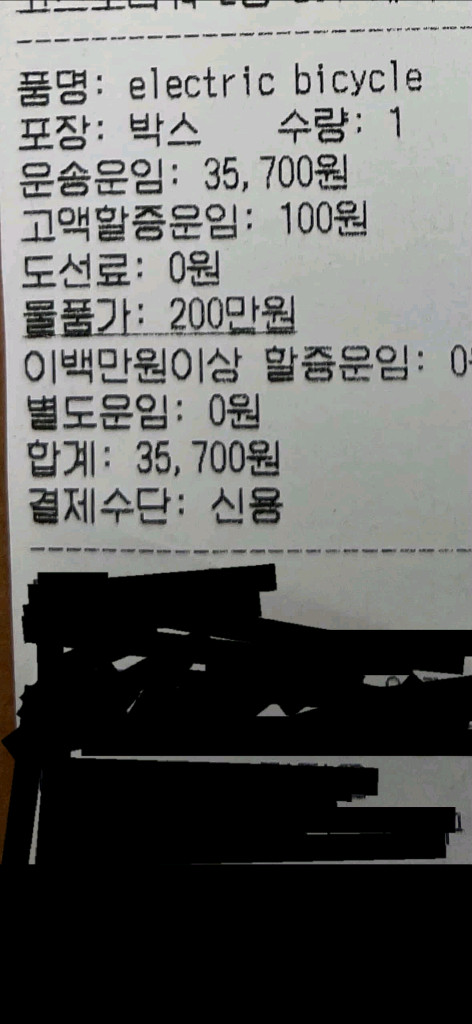 품명: electric bicycle
포장: 박스 수량: 1
운송운임: 35,700원
고액할증운임: 100원
도선료: 0원
물품가: 200만원
이백만원이상 할증운임: 0
별도운임: 0원
합계: 35,700원
결제수단: 신용